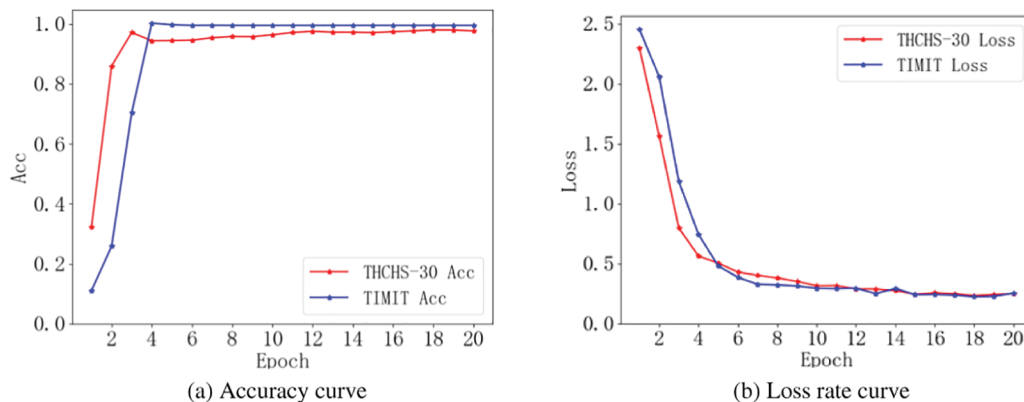 1.0
0.8
0.6
0.4
0.2
0.0
Acc
THCHS-30 Acc
TIMIT Acc
2 4 6 8 10 12 14 16 18 20
Epoch
(a) Accuracy curve
2.5
2.0
1.5
1.0
0.5
0.0
Loss
THCHS-30 Loss
TIMIT Loss
2 4 6 8 10 12 14 16 18 20
Epoch
(b) Loss rate curve